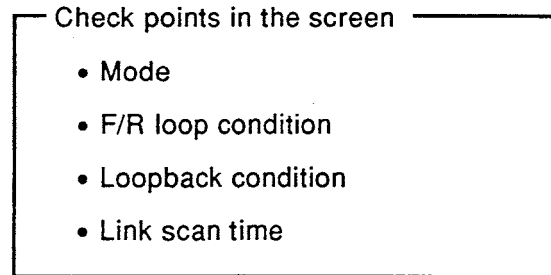 Check points in the screen
• Mode
• F/R loop condition
• Loopback condition
• Link scan time